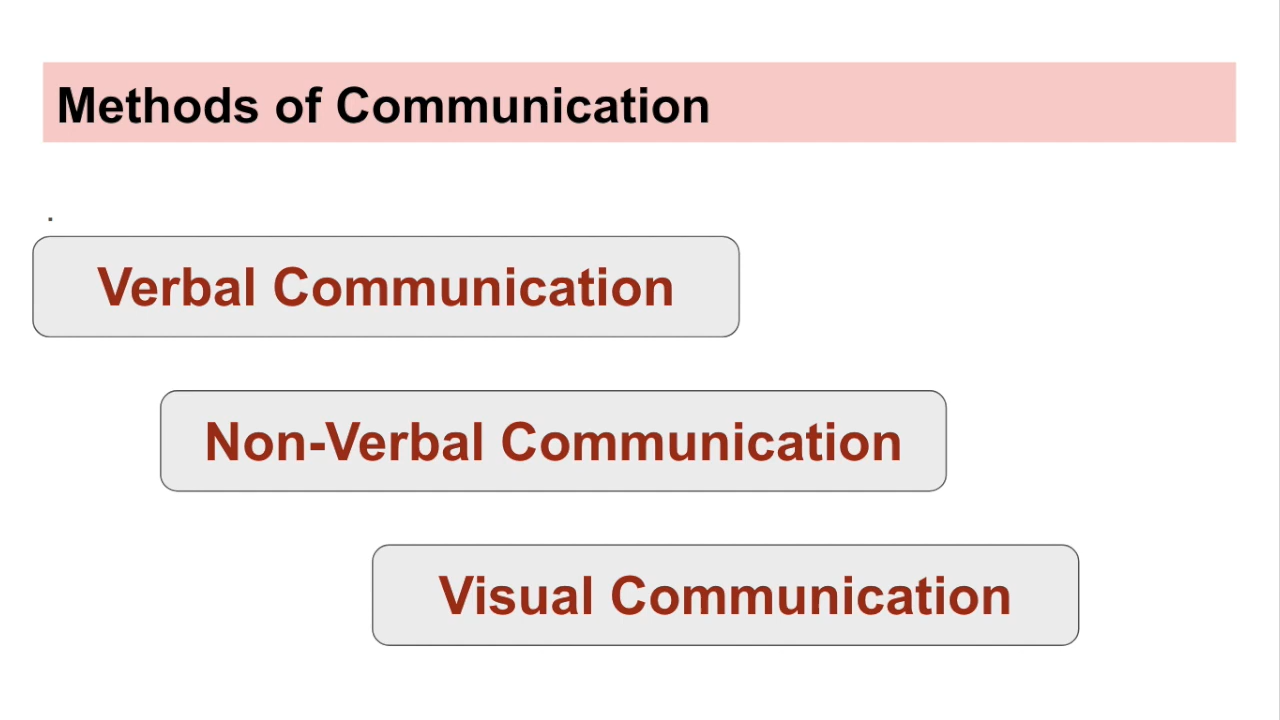 Methods of Communication
.
Verbal Communication
Non-Verbal Communication
Visual Communication